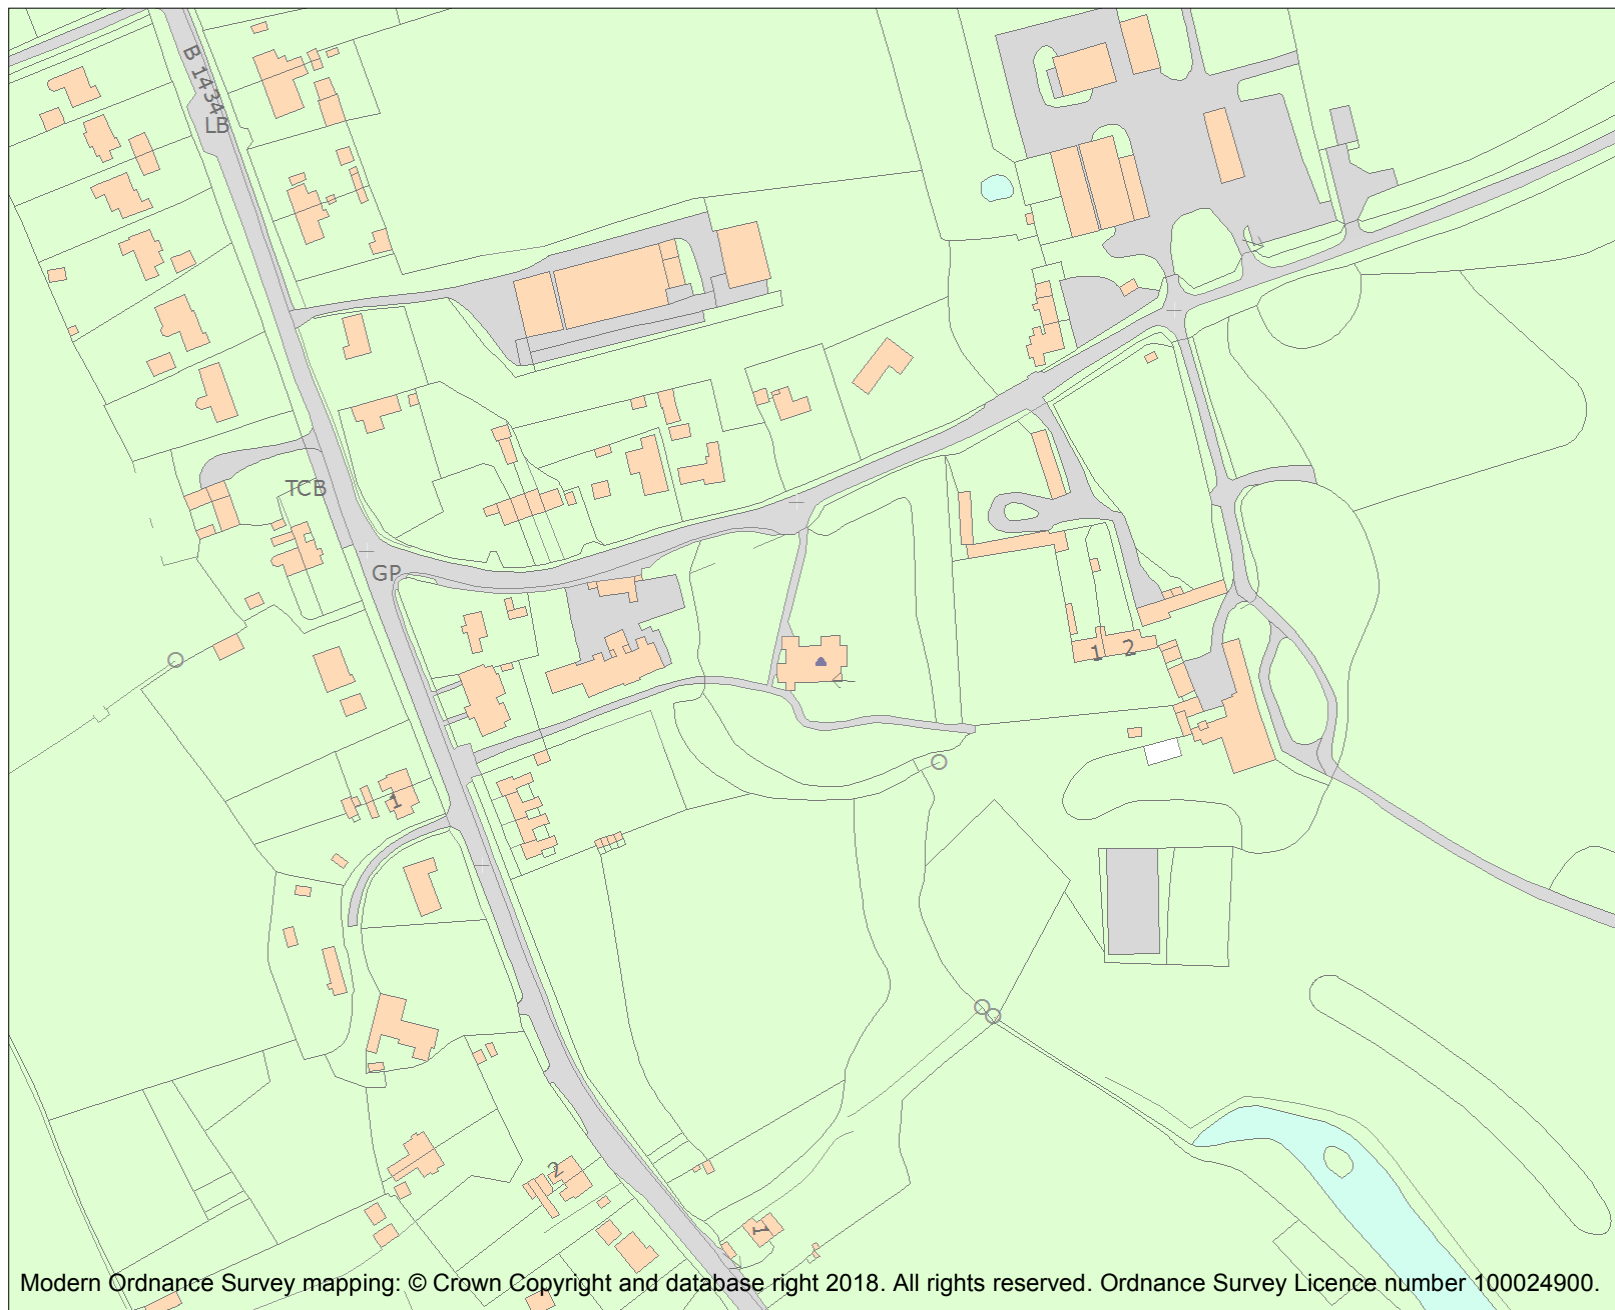 B 1434
LB
TCB
GP
1 2
1
2
1
Modern Ordnance Survey mapping: © Crown Copyright and database right 2018. All rights reserved. Ordnance Survey Licence number 100024900.